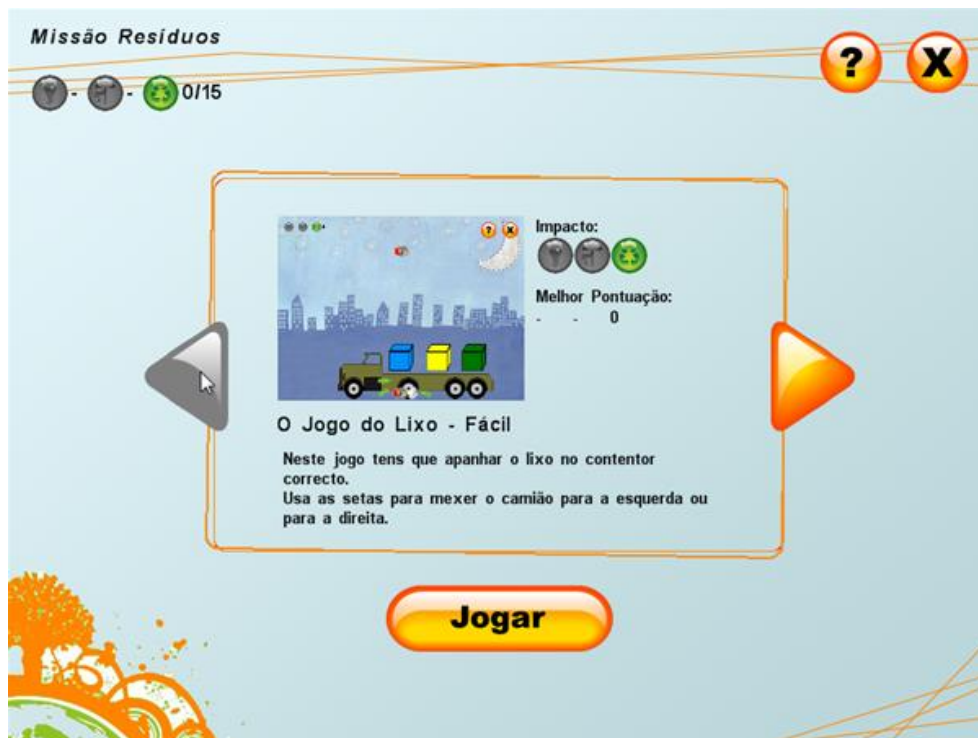 Missão Resíduos
- - 0/15
? X
? X
Impacto:
Melhor Pontuação:
- - 0
O Jogo do Lixo - Fácil
Neste jogo tens que apanhar o lixo no contentor
correcto.
Usa as setas para mexer o camião para a esquerda ou
para a direita.
Jogar